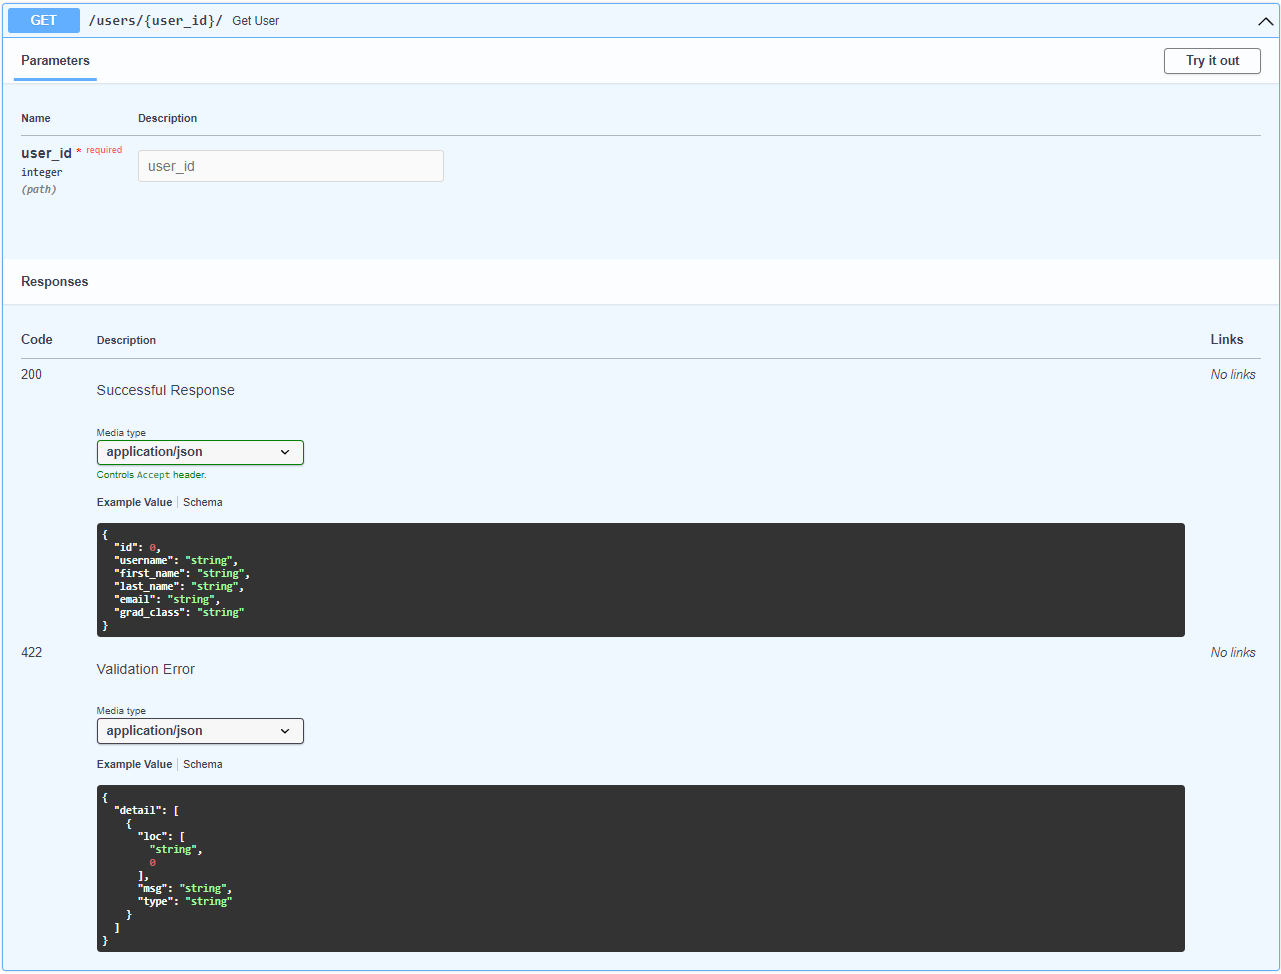 GET /users/{user_id}/ Get User
Parameters
Try it out
Name Description
user_id * required
integer
(path)
user_id
Responses
Code Description Links
200
Successful Response
No links
Media type
application/json
Controls Accept header.
Example Value Schema
{
  "id": 0,
  "username": "string",
  "first_name": "string",
  "last_name": "string",
  "email": "string",
  "grad_class": "string"
}
422
Validation Error
No links
Media type
application/json
Example Value Schema
{
  "detail": [
    {
      "loc": [
        "string",
        0
      ],
      "msg": "string",
      "type": "string"
    }
  ]
}